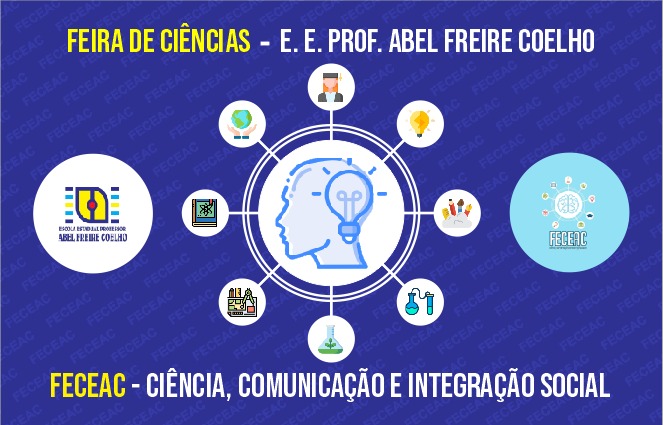 FEIRA DE CIÊNCIAS - E. E. PROF. ABEL FREIRE COELHO
ESCOLA ESTADUAL PROFESSOR
ABEL FREIRE COELHO
FECEAC
FECEAC - CIÊNCIA, COMUNICAÇÃO E INTEGRAÇÃO SOCIAL